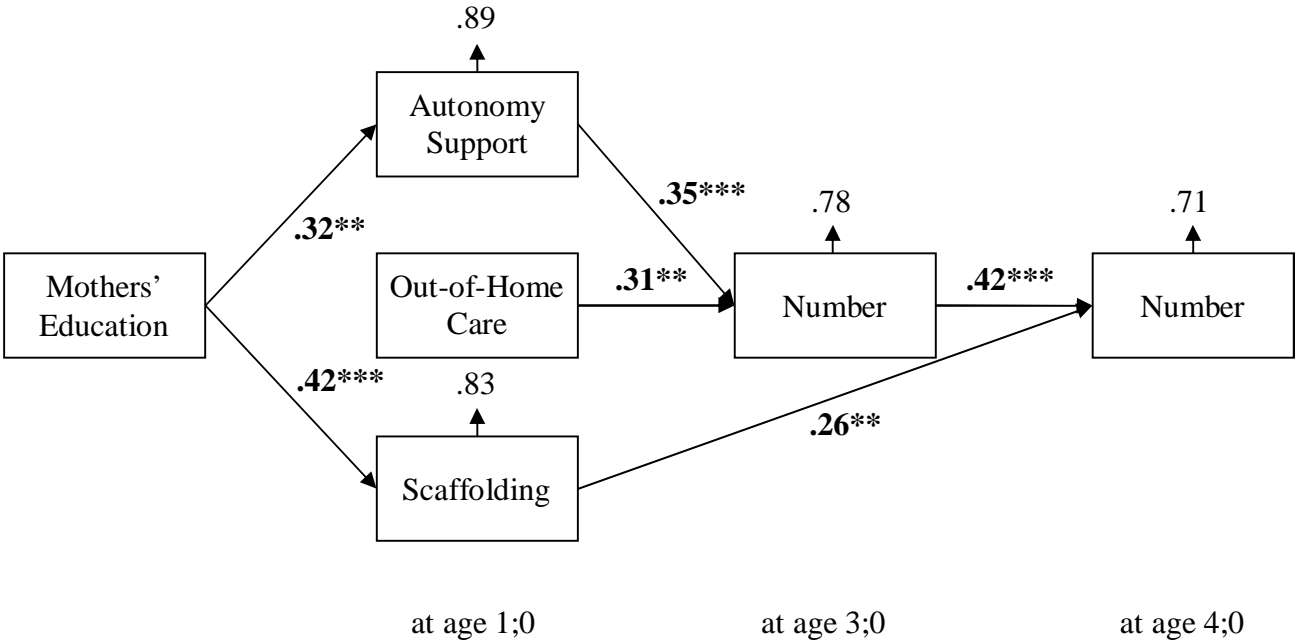 .89
Autonomy
Support
.35***
.78
.71
.32**
Mothers’
Education
Out-of-Home
Care
.31**
Number
.42***
Number
.42***
.83
.26**
Scaffolding
at age 1;0
at age 3;0
at age 4;0